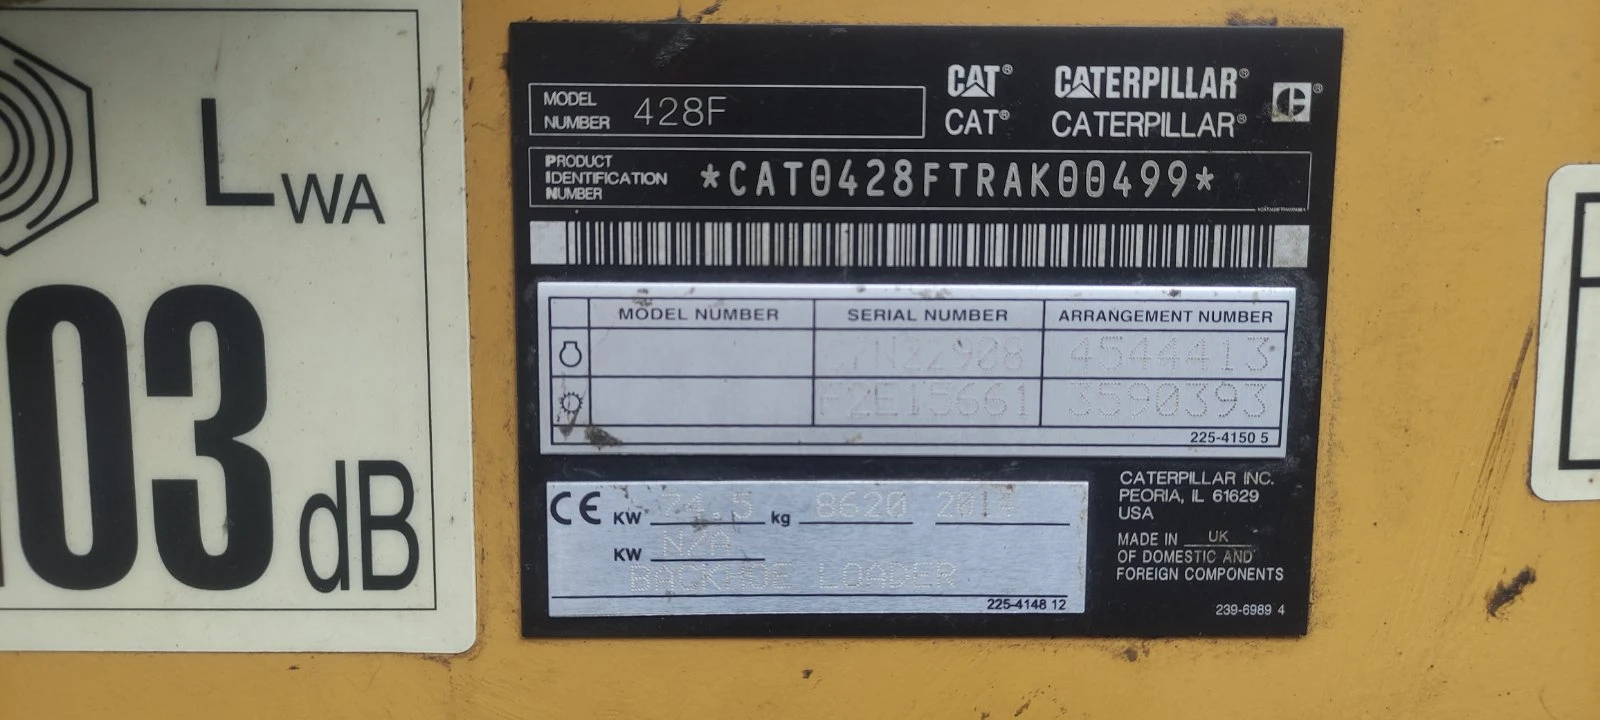 LWA
03 dB
MODEL NUMBER 428F
CAT® CATERPILLAR®
CAT® CATERPILLAR®
PRODUCT IDENTIFICATION NUMBER *CAT0428FTRAK00499*
MODEL NUMBER SERIAL NUMBER ARRANGEMENT NUMBER
4544413
F2E15661 3590393
225-4150 5
CE KW 74.5 kg 8620
KW N/A
BACKHOE LOADER
225-4148 12
CATERPILLAR INC.
PEORIA, IL 61629
USA
MADE IN UK
OF DOMESTIC AND
FOREIGN COMPONENTS
239-6989 4